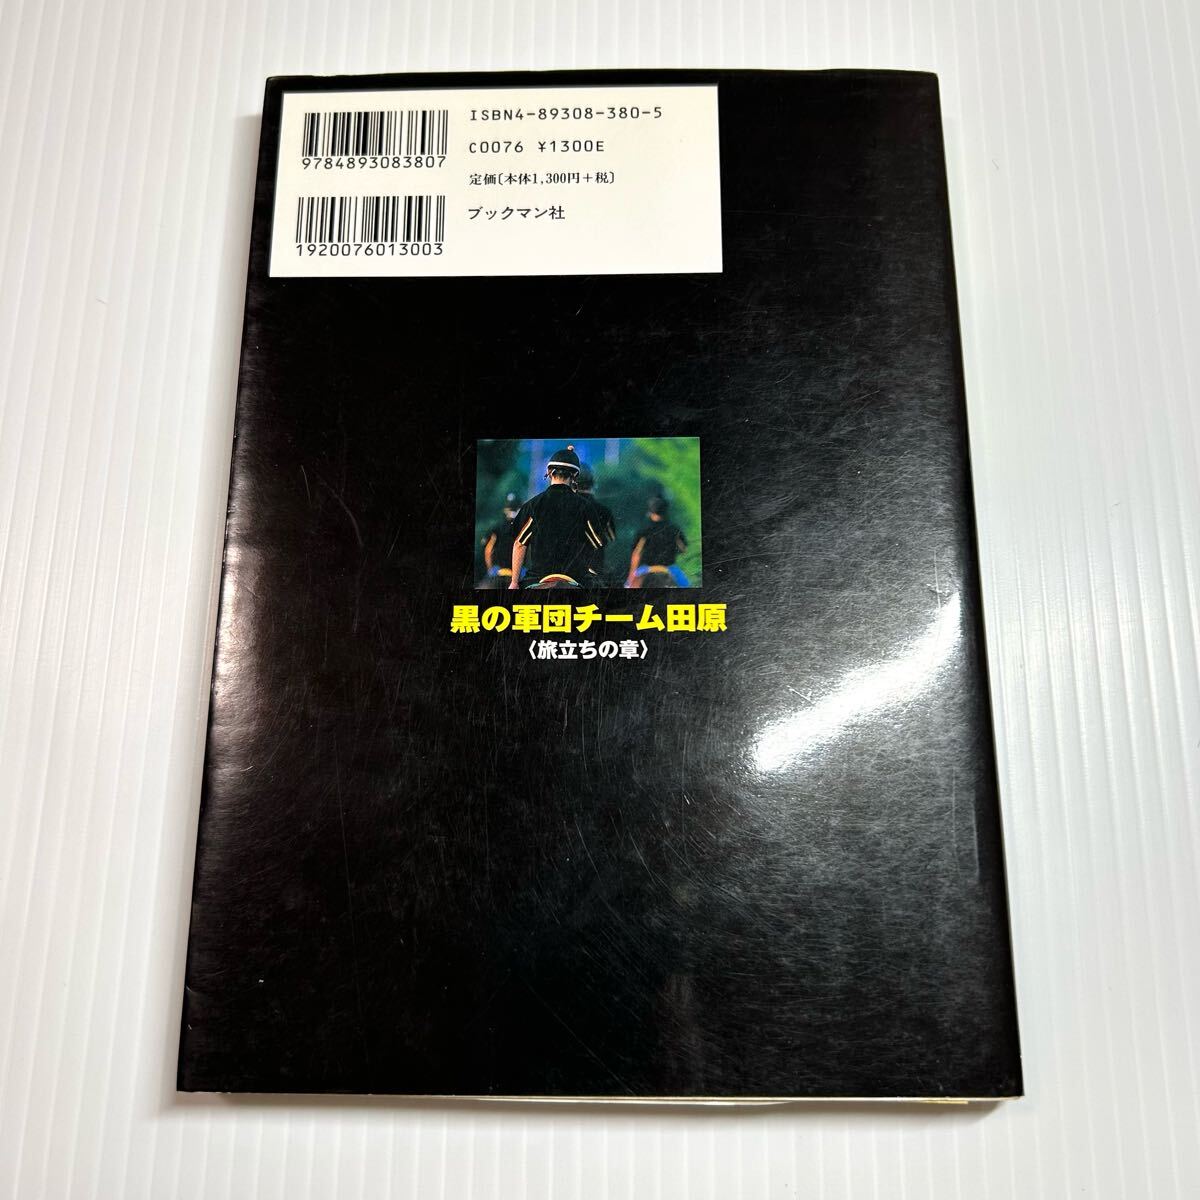 ISBN4-89308-380-5
C0076 ¥1300E
定価〔本体1,300円+税〕
ブックマン社
9784893083807
1920076013003
黒の軍団チーム田原
〈旅立ちの章〉